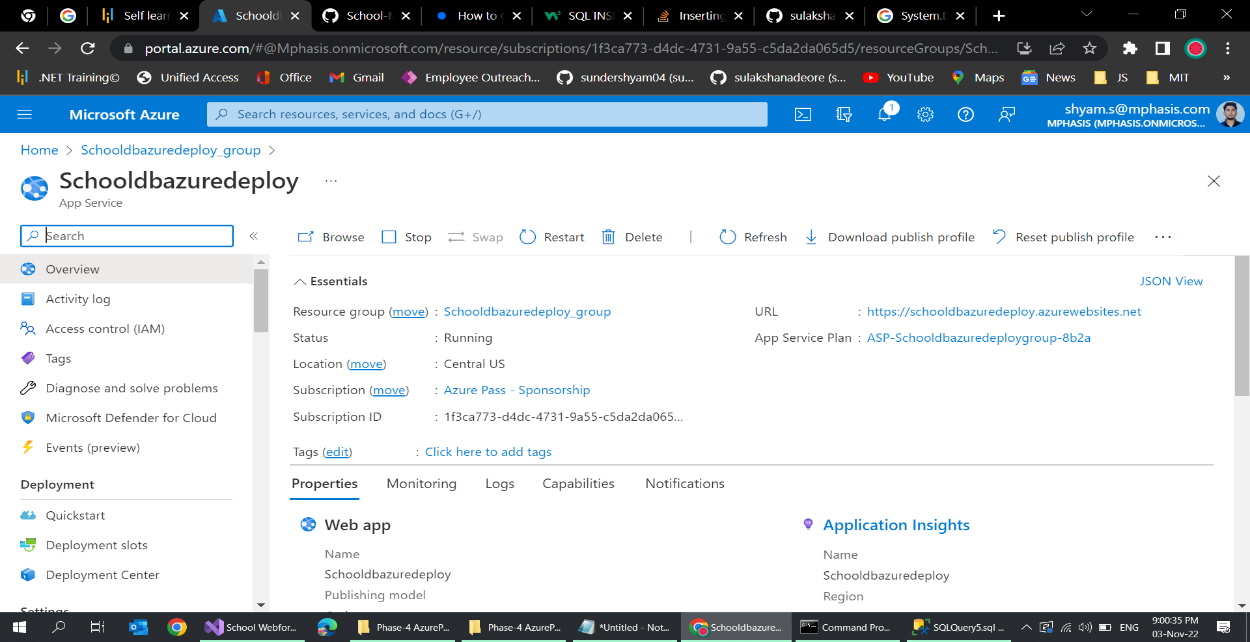 Self learn
Schooldb
School-M
How to C
SQL INS
Inserting
sulaksha
System.D
portal.azure.com/#@Mphasis.onmicrosoft.com/resource/subscriptions/1f3ca773-d4dc-4731-9a55-c5da2da065d5/resourceGroups/Sch...
.NET Training© Unified Access Office Gmail Employee Outreach... sundershyam04 (su... sulakshanadeore (s... YouTube Maps News JS MIT »
Microsoft Azure
Search resources, services, and docs (G+/)
1
shyam.s@mphasis.com
MPHASIS (MPHASIS.ONMICROS...
Home > Schooldbazuredeploy_group >
Schooldbazuredeploy ...
App Service
Search «
Browse Stop Swap Restart Delete | Refresh Download publish profile Reset publish profile ...
Overview
Activity log
Access control (IAM)
Tags
Diagnose and solve problems
Microsoft Defender for Cloud
Events (preview)
Deployment
Quickstart
Deployment slots
Deployment Center
Settings
Essentials
JSON View
Resource group (move) : Schooldbazuredeploy_group
Status : Running
Location (move) : Central US
Subscription (move) : Azure Pass - Sponsorship
Subscription ID : 1f3ca773-d4dc-4731-9a55-c5da2da065...
URL : https://schooldbazuredeploy.azurewebsites.net
App Service Plan : ASP-Schooldbazuredeploygroup-8b2a
Tags (edit) : Click here to add tags
Properties Monitoring Logs Capabilities Notifications
Web app
Name
Schooldbazuredeploy
Publishing model
Application Insights
Name
Schooldbazuredeploy
Region
School Webfor...
Phase-4 AzureP...
Phase-4 AzureP...
*Untitled - Not...
Schooldbazure...
Command Pro...
SQLQuery5.sql ...
ENG
9:00:35 PM
03-Nov-22